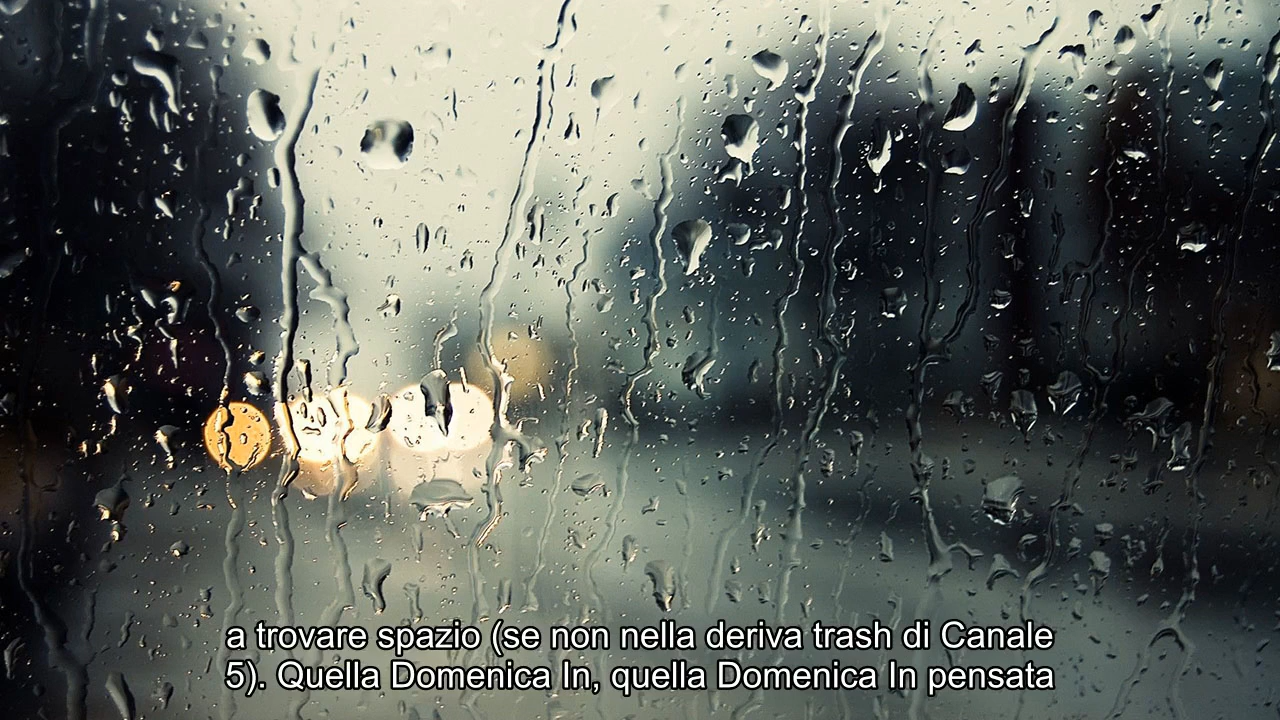 a trovare spazio (se non nella deriva trash di Canale
5). Quella Domenica In, quella Domenica In pensata